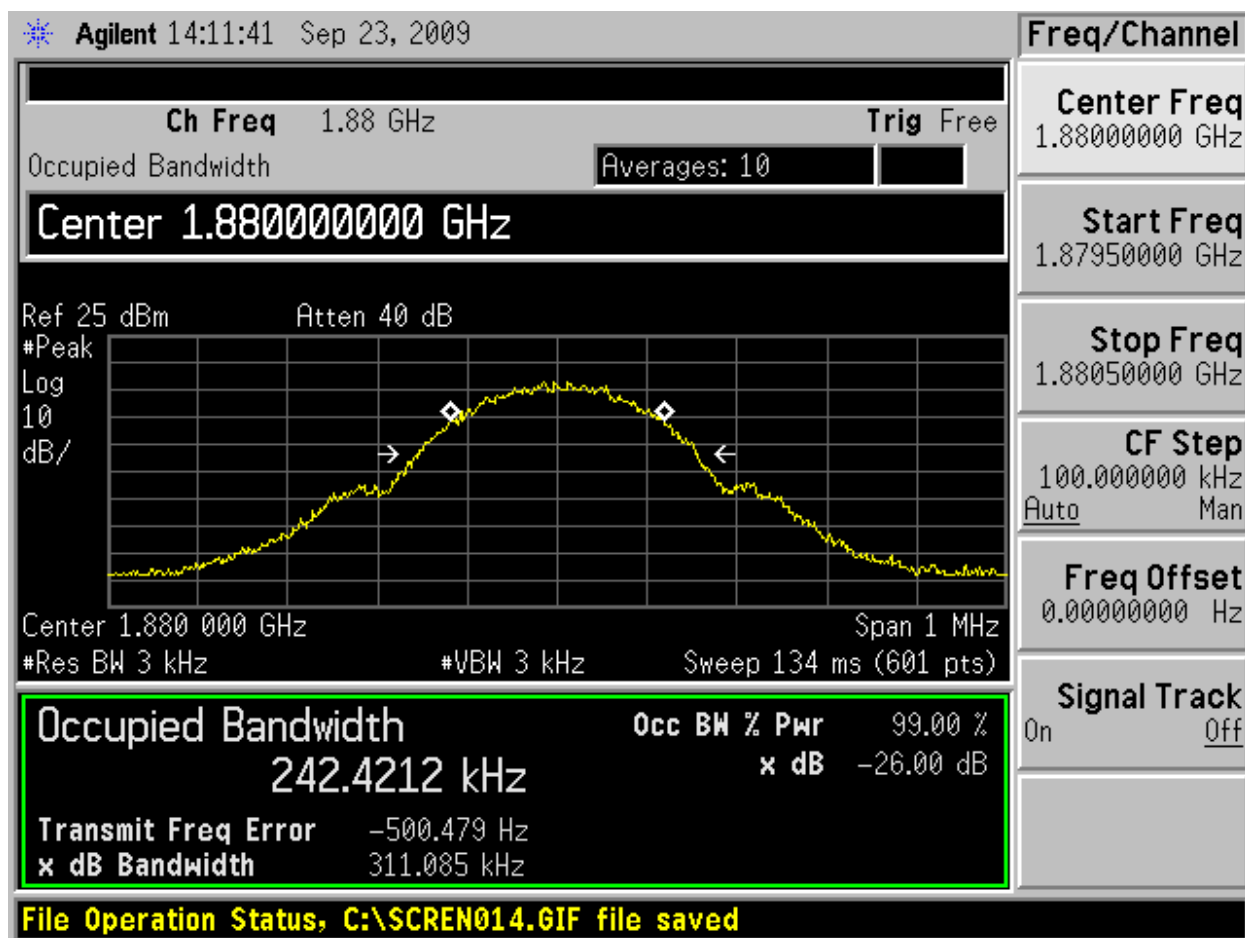 Agilent 14:11:41 Sep 23, 2009
Freq/Channel
Ch Freq 1.88 GHz Trig Free
Occupied Bandwidth Averages: 10
Center 1.880000000 GHz
Ref 25 dBm Atten 40 dB
#Peak
Log
10
dB/
Center 1.880 000 GHz Span 1 MHz
#Res BW 3 kHz #VBW 3 kHz Sweep 134 ms (601 pts)
Occupied Bandwidth
242.4212 kHz
Occ BW % Pwr 99.00 %
x dB -26.00 dB
Transmit Freq Error -500.479 Hz
x dB Bandwidth 311.085 kHz
Center Freq
1.88000000 GHz
Start Freq
1.87950000 GHz
Stop Freq
1.88050000 GHz
CF Step
100.000000 kHz
Auto Man
Freq Offset
0.00000000 Hz
Signal Track
On Off
File Operation Status, C:\SCREN014.GIF file saved